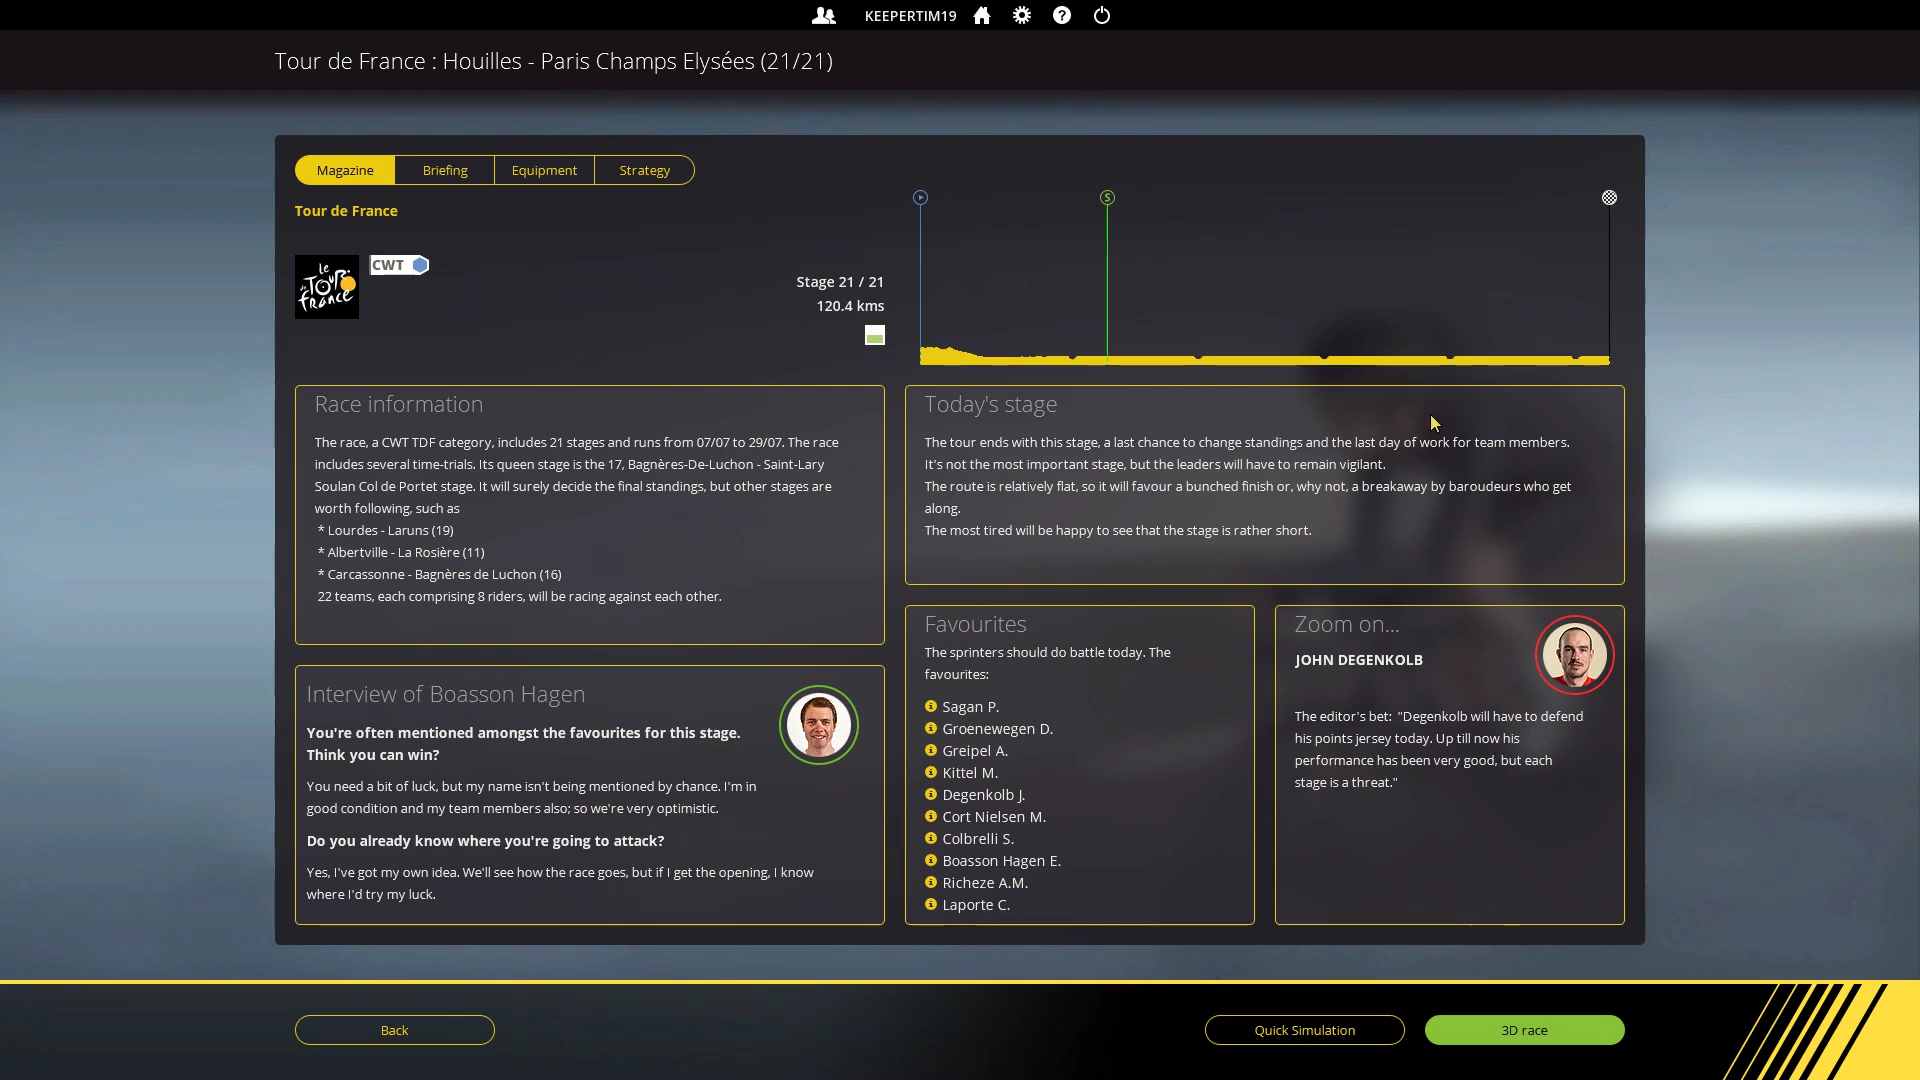 KEEPERTIM19
Tour de France : Houilles - Paris Champs Elysées (21/21)
Magazine
Briefing
Equipment
Strategy
Tour de France
le
TOUR
de
france
CWT
Stage 21 / 21
120.4 kms
S
Race information
The race, a CWT TDF category, includes 21 stages and runs from 07/07 to 29/07. The race
includes several time-trials. Its queen stage is the 17, Bagnères-De-Luchon - Saint-Lary
Soulan Col de Portet stage. It will surely decide the final standings, but other stages are
worth following, such as
* Lourdes - Laruns (19)
* Albertville - La Rosière (11)
* Carcassonne - Bagnères de Luchon (16)
22 teams, each comprising 8 riders, will be racing against each other.
Today's stage
The tour ends with this stage, a last chance to change standings and the last day of work for team members.
It's not the most important stage, but the leaders will have to remain vigilant.
The route is relatively flat, so it will favour a bunched finish or, why not, a breakaway by baroudeurs who get
along.
The most tired will be happy to see that the stage is rather short.
Interview of Boasson Hagen
You're often mentioned amongst the favourites for this stage.
Think you can win?
You need a bit of luck, but my name isn't being mentioned by chance. I'm in
good condition and my team members also; so we're very optimistic.
Do you already know where you're going to attack?
Yes, I've got my own idea. We'll see how the race goes, but if I get the opening, I know
where I'd try my luck.
Favourites
The sprinters should do battle today. The
favourites:
Sagan P.
Groenewegen D.
Greipel A.
Kittel M.
Degenkolb J.
Cort Nielsen M.
Colbrelli S.
Boasson Hagen E.
Richeze A.M.
Laporte C.
Zoom on...
JOHN DEGENKOLB
The editor's bet: "Degenkolb will have to defend
his points jersey today. Up till now his
performance has been very good, but each
stage is a threat."
Back
Quick Simulation
3D race